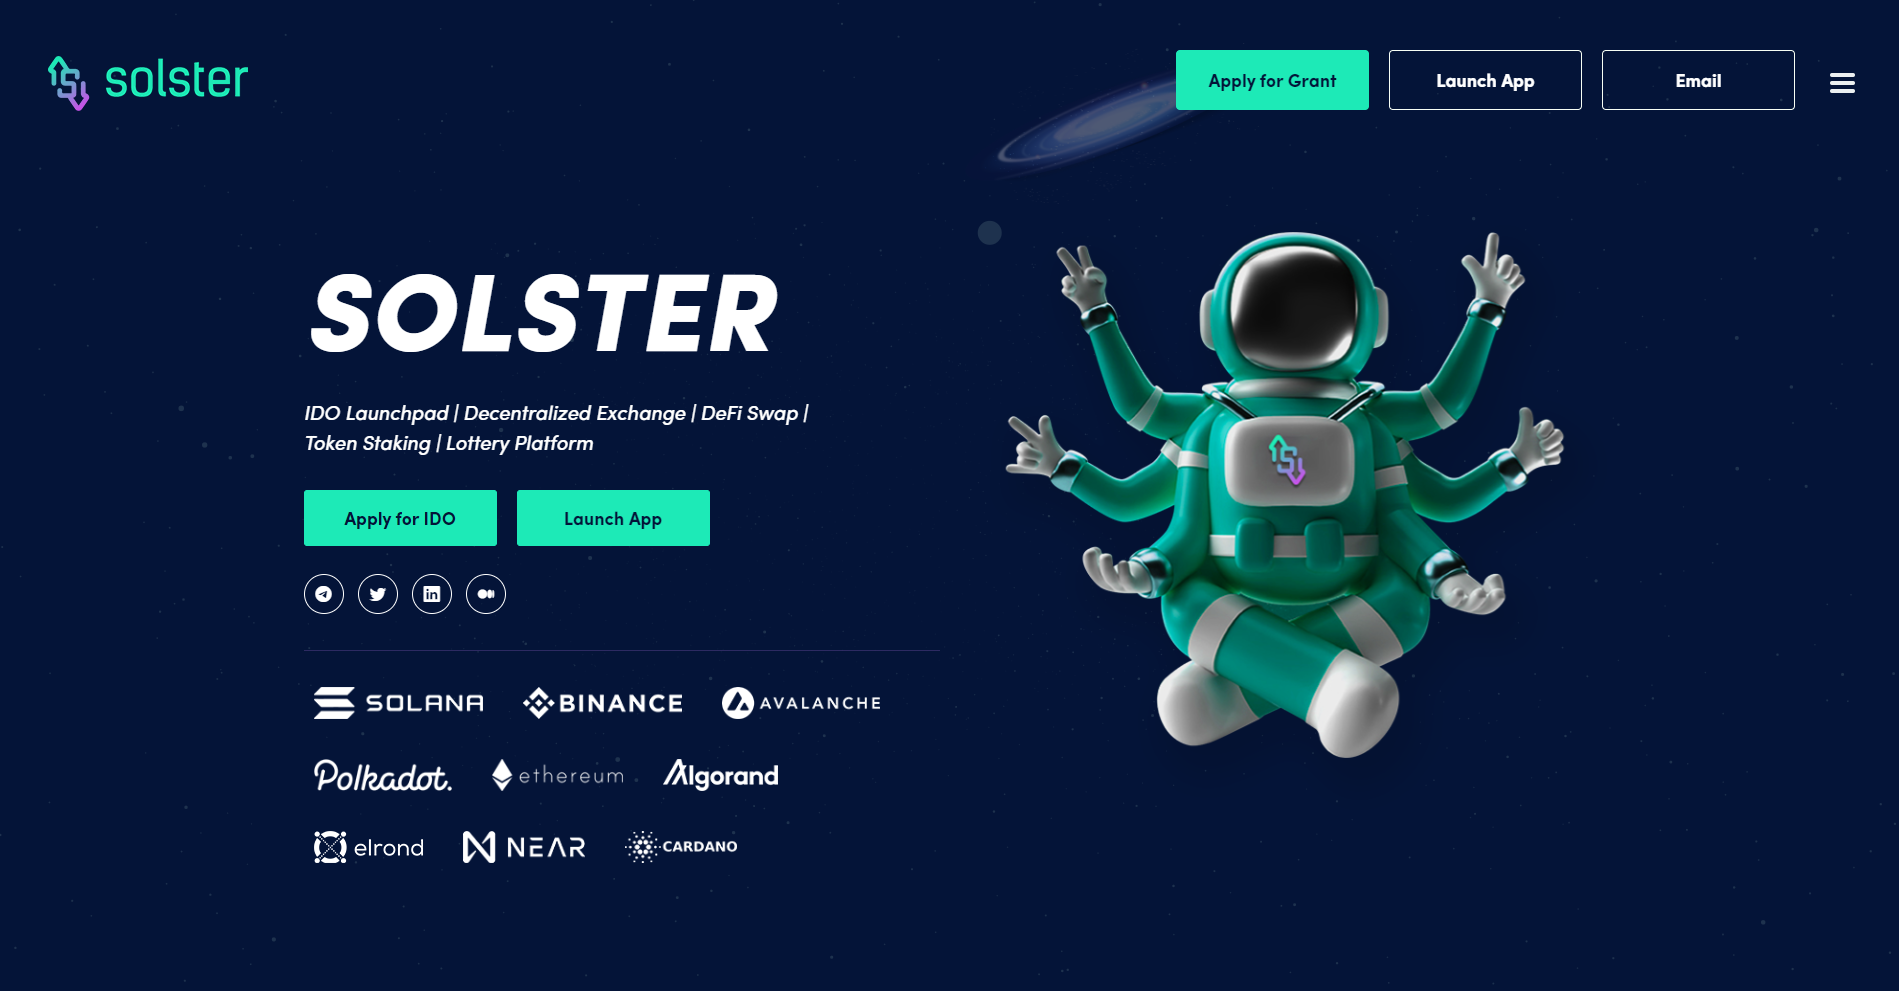 solster
Apply for Grant
Launch App
Email
SOLSTER
IDO Launchpad | Decentralized Exchange | DeFi Swap |
Token Staking | Lottery Platform
Apply for IDO
Launch App
SOLANA
BINANCE
AVALANCHE
Polkadot.
ethereum
Algorand
elrond
NEAR
CARDANO